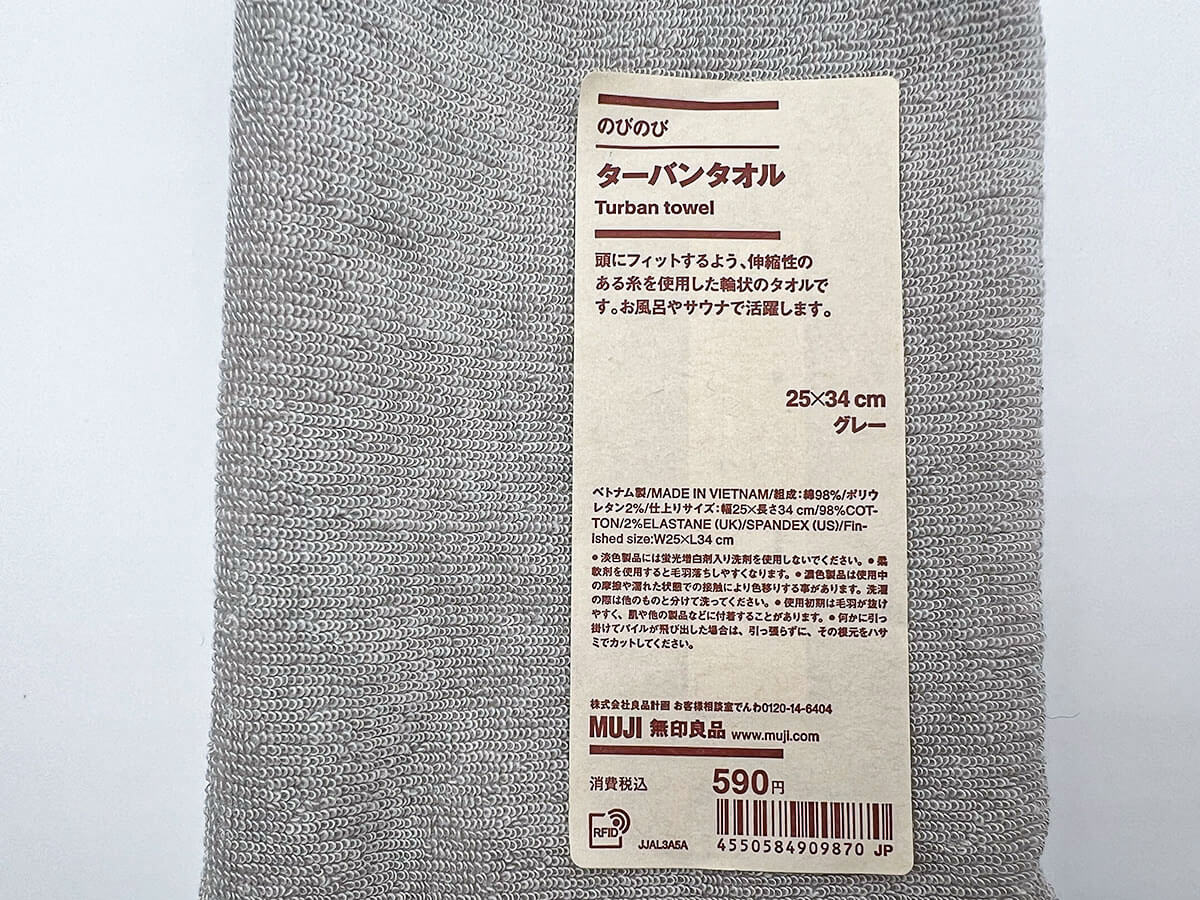 のびのび
ターバンタオル
Turban towel
頭にフィットするよう、伸縮性の
ある糸を使用した輪状のタオルで
す。お風呂やサウナで活躍します。
25×34 cm
グレー
ベトナム製/MADE IN VIETNAM/組成:綿98%/ポリウ
レタン2%/仕上りサイズ:幅25×長さ34 cm/98%COT-
TON/2%ELASTANE (UK)/SPANDEX (US)/Fin-
ished size:W25×L34 cm
●淡色製品には蛍光増白剤入り洗剤を使用しないでください。●柔
軟剤を使用すると毛羽落ちしやすくなります。●濃色製品は使用中
の摩擦や濡れた状態での接触により色移りする事があります。洗濯
の際は他のものと分けて洗ってください。●使用初期は毛羽が抜け
やすく、肌や他の製品などに付着することがあります。●何かに引っ
掛けてパイルが飛び出した場合は、引っ張らずに、その根元をハサ
ミでカットしてください。
株式会社良品計画 お客様相談室でんわ0120-14-6404
MUJI 無印良品 www.muji.com
消費税込 590円
RFID JJAL3A5A 4550584909870 JP